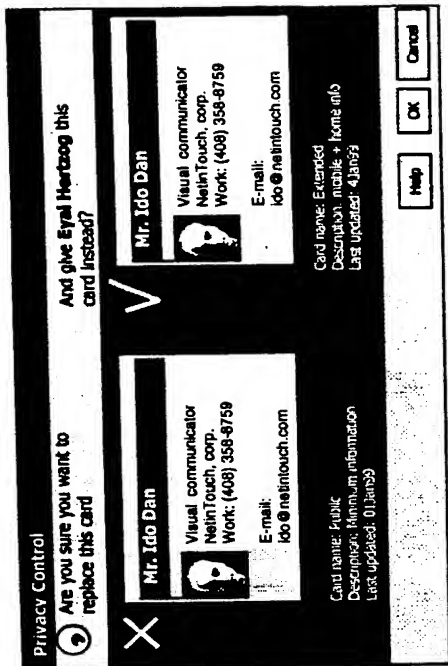 Privacy Control
? Are you sure you want to
replace this card
And give Eyal Hertzog this
card instead?
Mr. Ido Dan
Visual communicator
NetinTouch, corp.
Work: (408) 358-8759
E-mail:
ido@netintouch.com
Card name: Public
Description: Minimum information
Last updated: 01Jan99
Mr. Ido Dan
Visual communicator
NetinTouch, corp.
Work: (408) 358-8759
E-mail:
ido@netintouch.com
Card name: Extended
Description: mobile + home info
Last updated: 4Jan99
Help
OK
Cancel